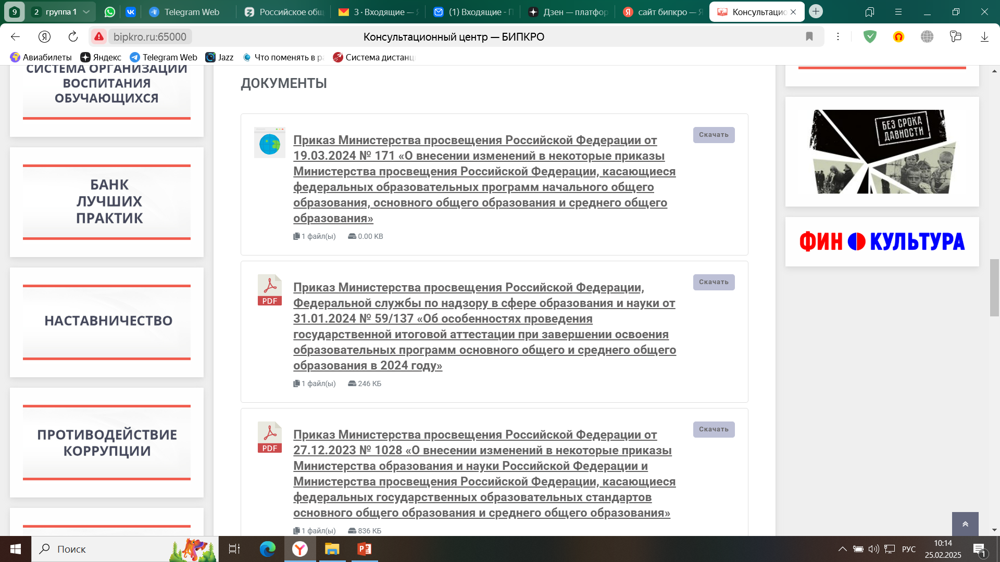 9
2 группа 1
Telegram Web
Российское общ
3 · Входящие —
(1) Входящие - П
Дзен — платфор
сайт бипкро — Я
Консультацио
bipkro.ru:65000
Консультационный центр — БИПКРО
Авиабилеты
Яндекс
Telegram Web
Jazz
Что поменять в ра
Система дистанц
СИСТЕМА ОРГАНИЗАЦИИ
ВОСПИТАНИЯ
ОБУЧАЮЩИХСЯ
БАНК
ЛУЧШИХ
ПРАКТИК
НАСТАВНИЧЕСТВО
ПРОТИВОДЕЙСТВИЕ
КОРРУПЦИИ
ДОКУМЕНТЫ
Приказ Министерства просвещения Российской Федерации от
19.03.2024 № 171 «О внесении изменений в некоторые приказы
Министерства просвещения Российской Федерации, касающиеся
федеральных образовательных программ начального общего
образования, основного общего образования и среднего общего
образования»
1 файл(ы) 0.00 KB
Скачать
PDF
Приказ Министерства просвещения Российской Федерации,
Федеральной службы по надзору в сфере образования и науки от
31.01.2024 № 59/137 «Об особенностях проведения
государственной итоговой аттестации при завершении освоения
образовательных программ основного общего и среднего общего
образования в 2024 году»
1 файл(ы) 246 КБ
Скачать
PDF
Приказ Министерства просвещения Российской Федерации от
27.12.2023 № 1028 «О внесении изменений в некоторые приказы
Министерства образования и науки Российской Федерации и
Министерства просвещения Российской Федерации, касающиеся
федеральных государственных образовательных стандартов
основного общего образования и среднего общего образования»
1 файл(ы) 836 КБ
Скачать
БЕЗ СРОКА
ДАВНОСТИ
ФИН КУЛЬТУРА
Поиск
РУС
10:14
25.02.2025
1